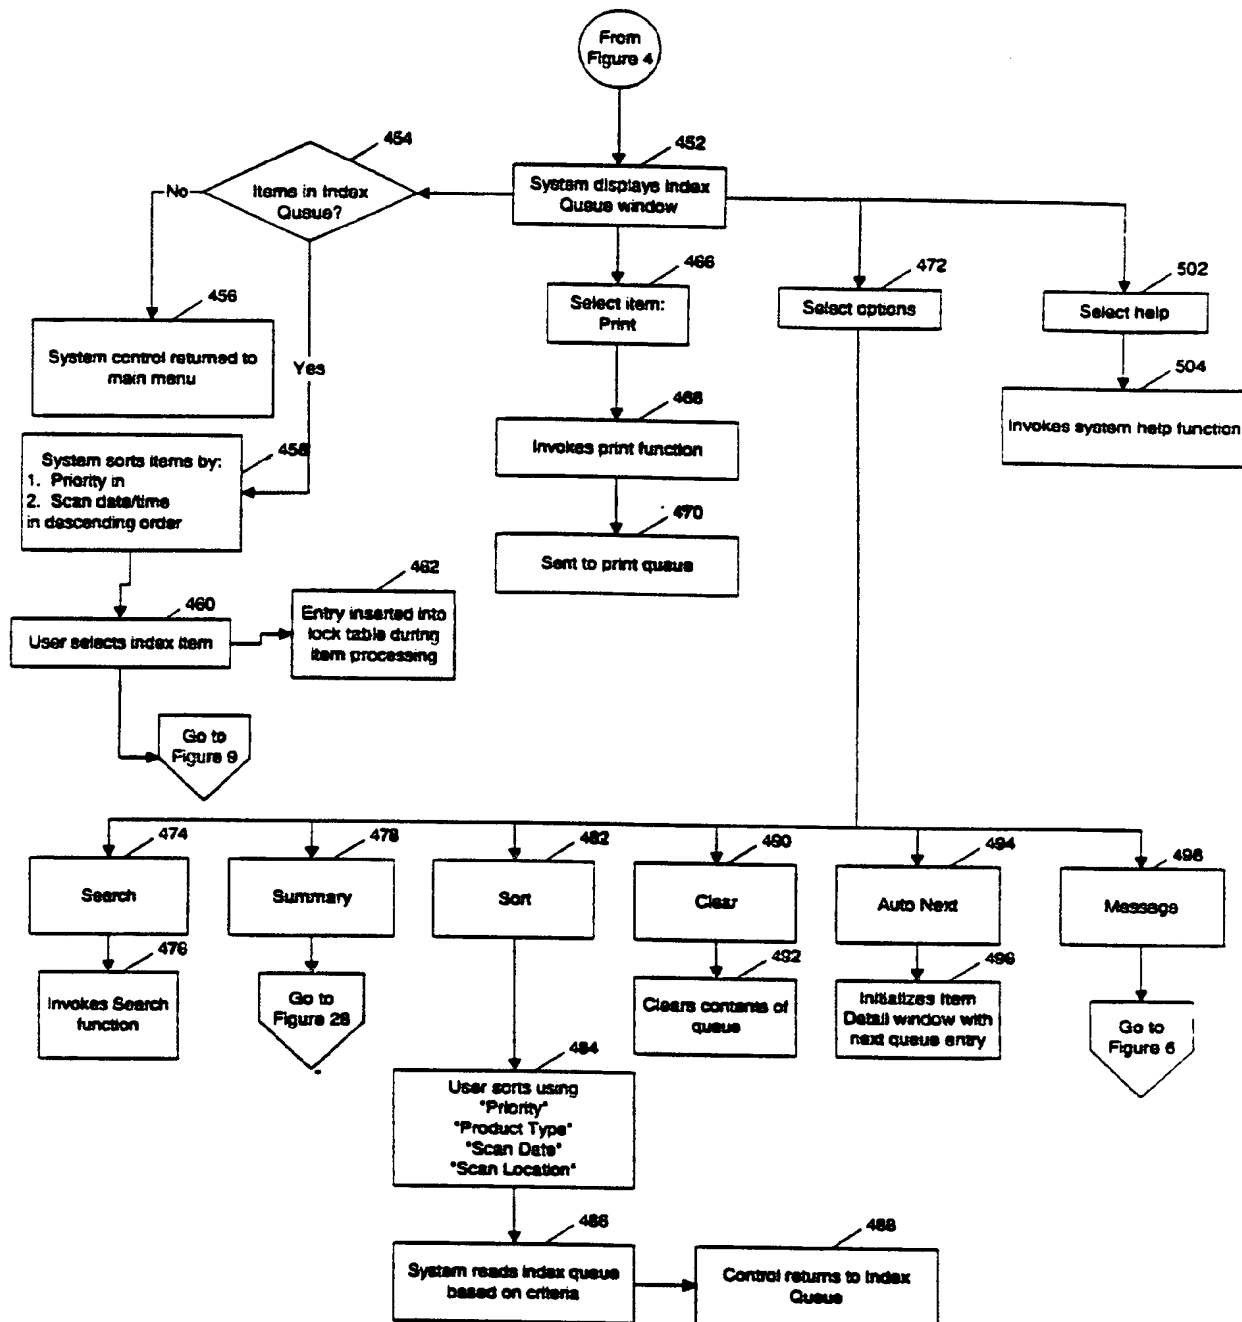 From
Figure 4
454
452
No
Items in Index
Queue?
System displays Index
Queue window
466
472
502
456
Select item:
Print
Select options
Select help
System control returned to
main menu
Yes
504
468
Invokes system help function
458
Invokes print function
System sorts items by:
1. Priority in
2. Scan date/time
in descending order
470
Sent to print queue
462
460
Entry inserted into
lock table during
item processing
User selects index item
Go to
Figure 9
474
478
482
490
494
498
Search
Summary
Sort
Clear
Auto Next
Message
476
492
496
Invokes Search
function
Go to
Figure 28
Clears contents of
queue
Initializes Item
Detail window with
next queue entry
Go to
Figure 6
484
User sorts using
"Priority"
"Product Type"
"Scan Date"
"Scan Location"
486
488
System reads index queue
based on criteria
Control returns to Index
Queue